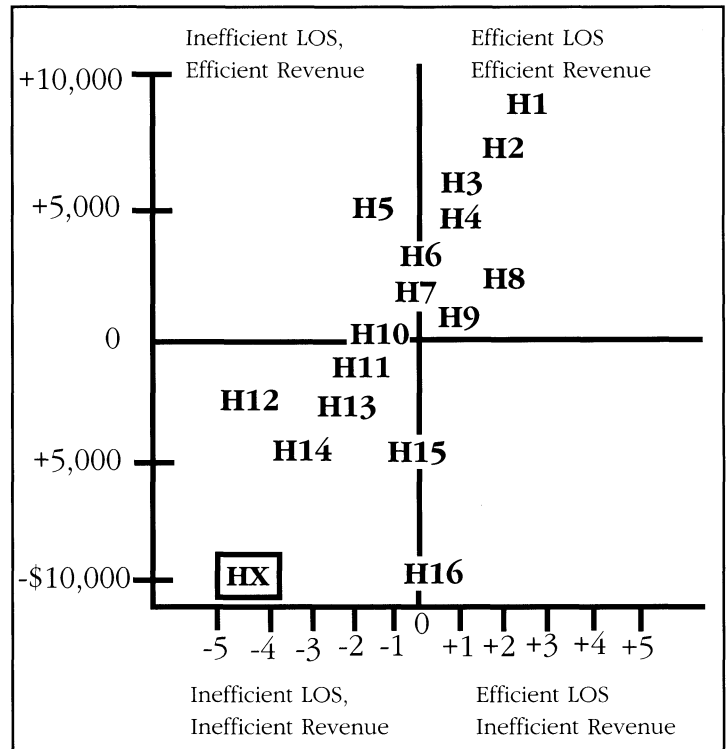 Inefficient LOS,
Efficient Revenue
Efficient LOS
Efficient Revenue
+10,000
H1
H2
H3
+5,000
H5
H4
H6
H8
H7
H9
0
H10
H11
H12
H13
+5,000
H14
H15
-$10,000
HX
H16
-5 -4 -3 -2 -1 0 +1 +2 +3 +4 +5
Inefficient LOS,
Inefficient Revenue
Efficient LOS
Inefficient Revenue